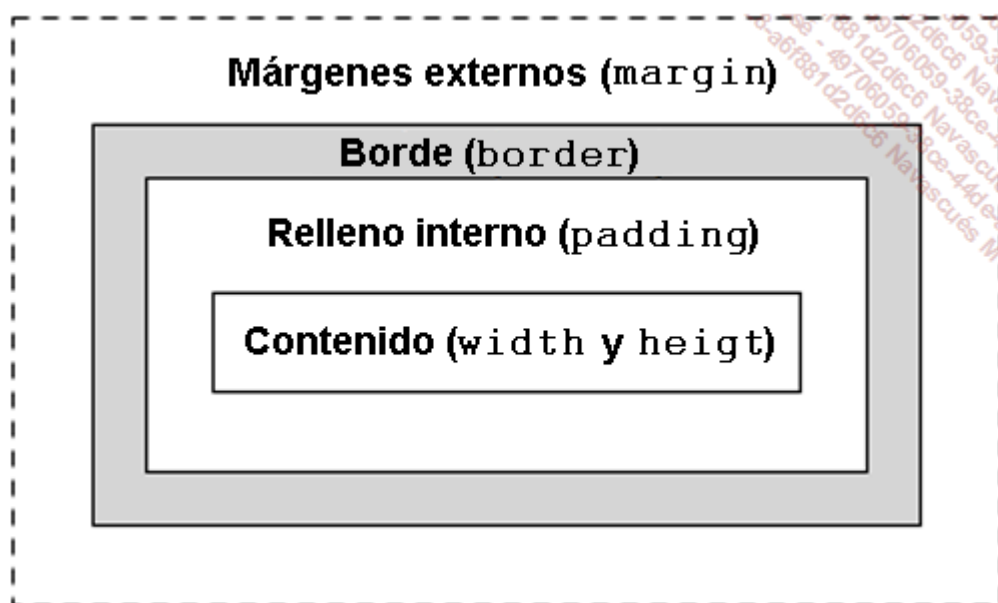 Márgenes externos (margin)
Borde (border)
Relleno interno (padding)
Contenido (width y heigt)